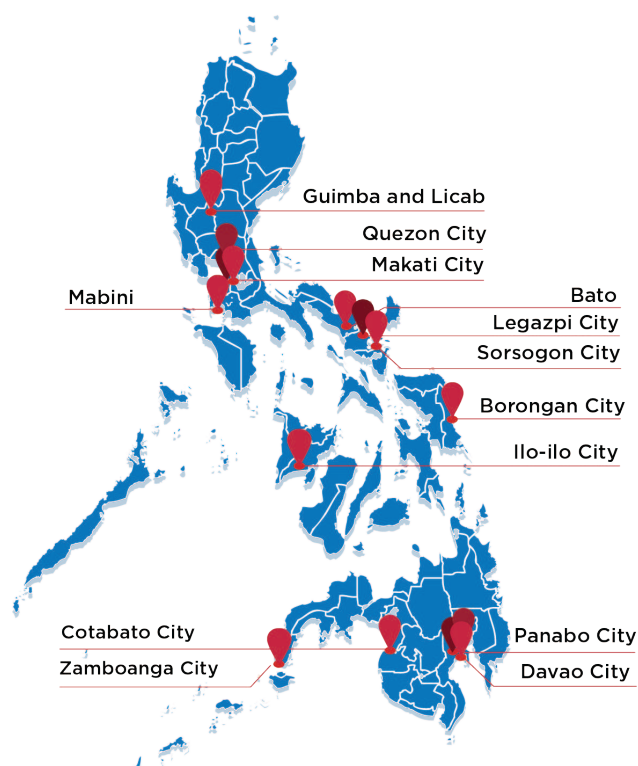 Guimba and Licab
Quezon City
Makati City
Mabini
Bato
Legazpi City
Sorsogon City
Borongan City
Ilo-ilo City
Cotabato City
Zamboanga City
Panabo City
Davao City